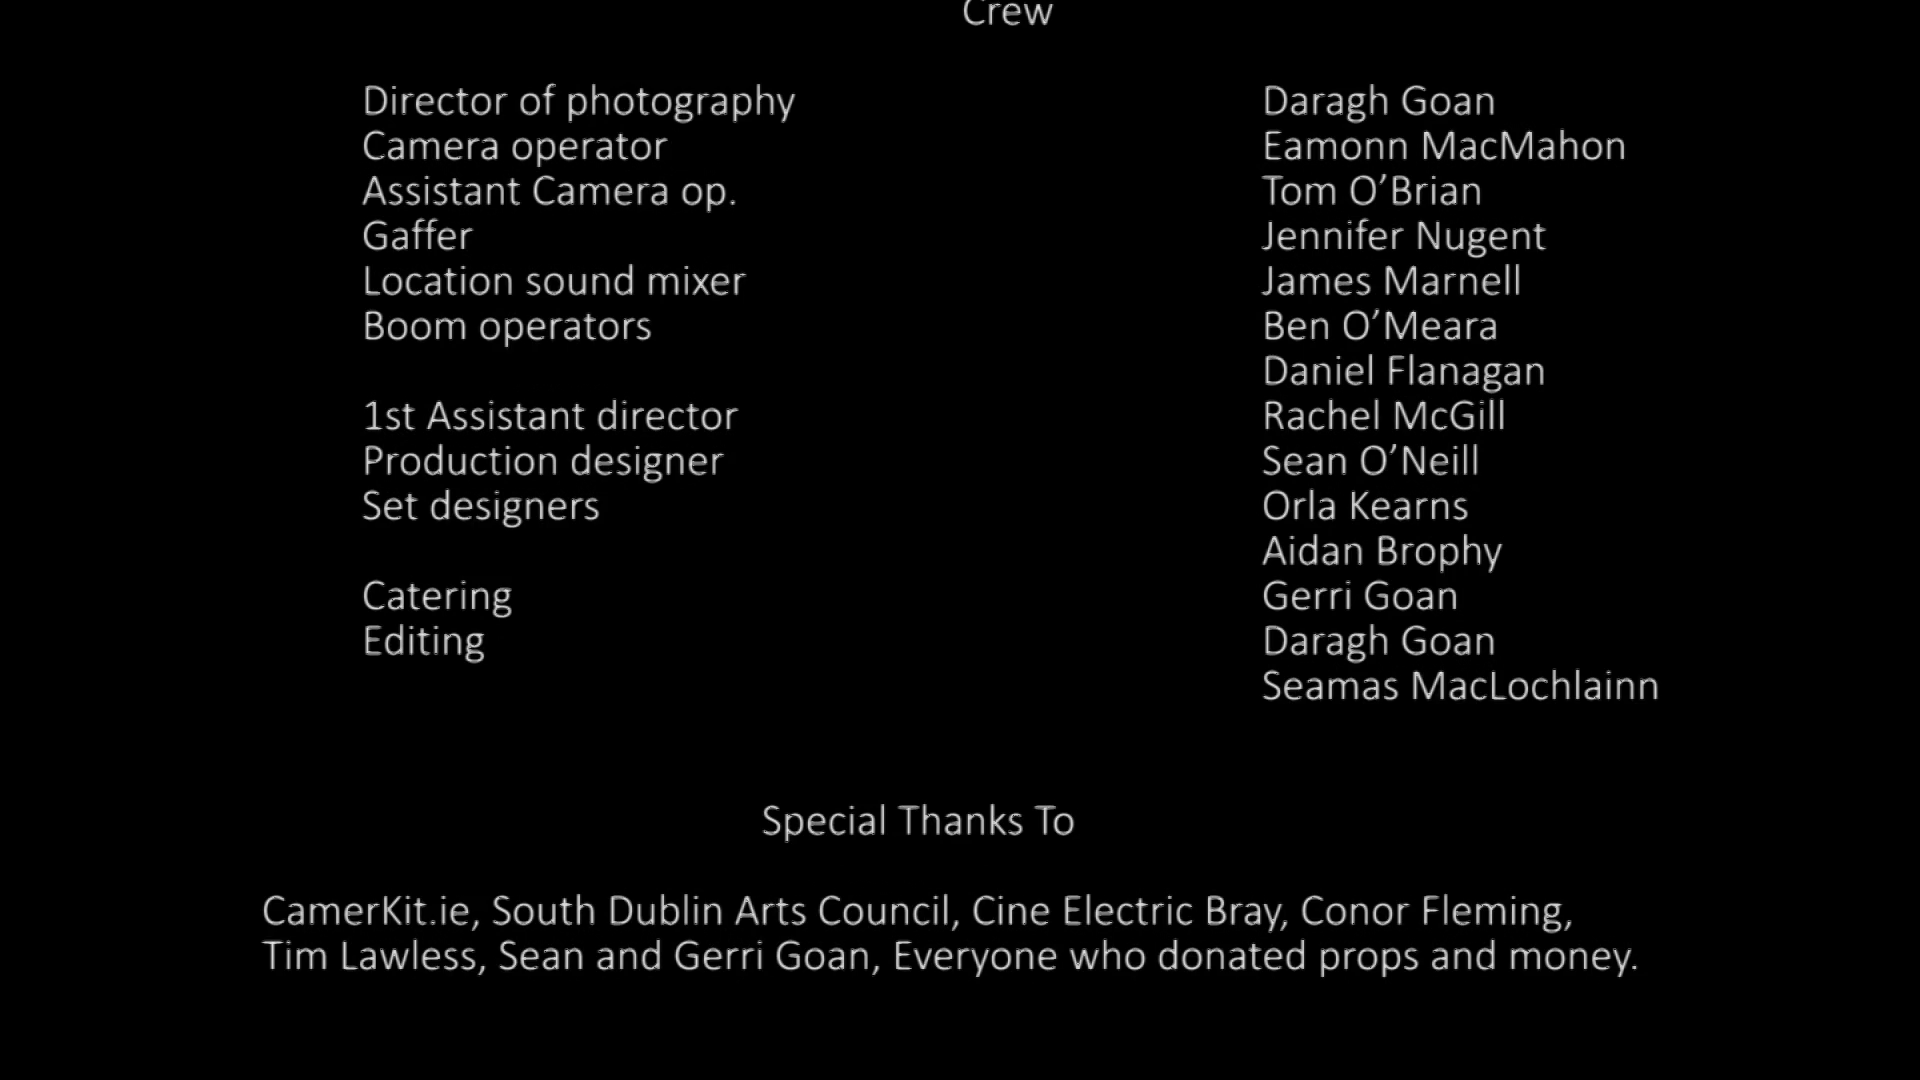 Crew
Director of photography Daragh Goan
Camera operator Eamonn MacMahon
Assistant Camera op. Tom O’Brian
Gaffer Jennifer Nugent
Location sound mixer James Marnell
Boom operators Ben O’Meara
Daniel Flanagan
1st Assistant director Rachel McGill
Production designer Sean O’Neill
Set designers Orla Kearns
Aidan Brophy
Catering Gerri Goan
Editing Daragh Goan
Seamas MacLochlainn
Special Thanks To
CamerKit.ie, South Dublin Arts Council, Cine Electric Bray, Conor Fleming,
Tim Lawless, Sean and Gerri Goan, Everyone who donated props and money.